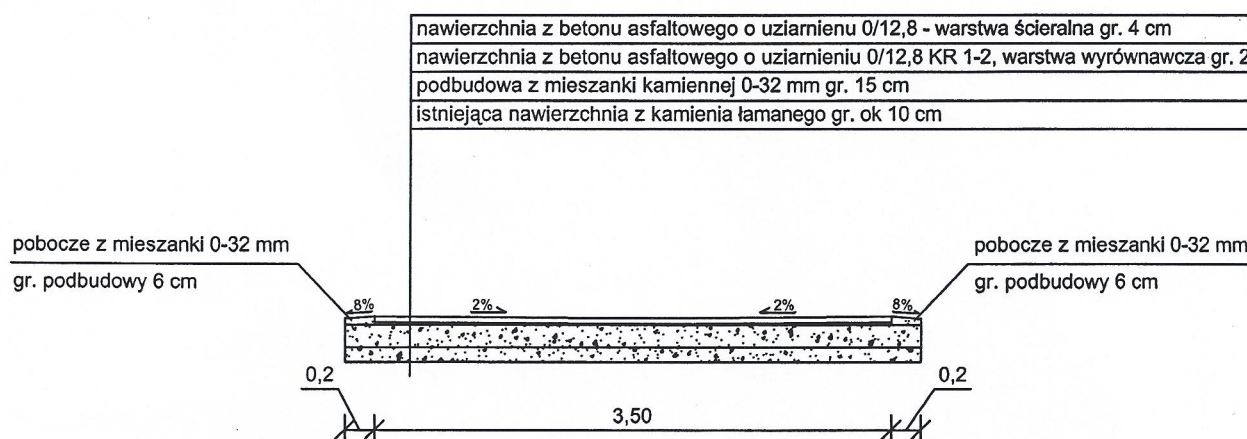 nawierzchnia z betonu asfaltowego o uziarnienu 0/12,8 - warstwa ścieralna gr. 4 cm
nawierzchnia z betonu asfaltowego o uziarnieniu 0/12,8 KR 1-2, warstwa wyrównawcza gr. 2
podbudowa z mieszanki kamiennej 0-32 mm gr. 15 cm
istniejąca nawierzchnia z kamienia łamanego gr. ok 10 cm
pobocze z mieszanki 0-32 mm
gr. podbudowy 6 cm
pobocze z mieszanki 0-32 mm
gr. podbudowy 6 cm
8% 2% 2% 8%
0,2 3,50 0,2